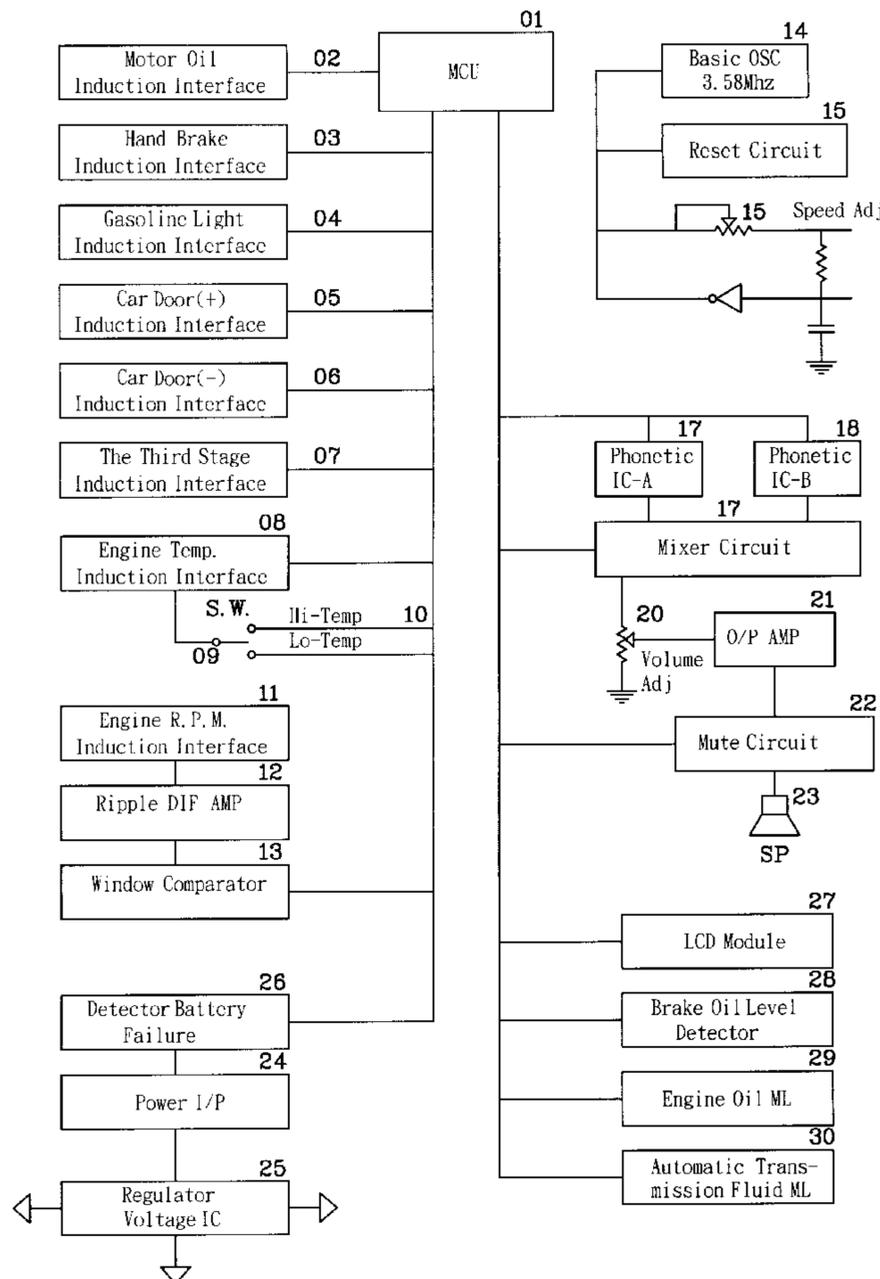 01
MCU
02
Motor Oil
Induction Interface
03
Hand Brake
Induction Interface
04
Gasoline Light
Induction Interface
05
Car Door(+)
Induction Interface
06
Car Door(-)
Induction Interface
07
The Third Stage
Induction Interface
08
Engine Temp.
Induction Interface
S.W.
Hi-Temp
10
Lo-Temp
09
11
Engine R.P.M.
Induction Interface
12
Ripple DIF AMP
13
Window Comparator
26
Detector Battery
Failure
24
Power I/P
25
Regulator
Voltage IC
14
Basic OSC
3.58Mhz
15
Reset Circuit
15
Speed Adj
17
Phonetic
IC-A
18
Phonetic
IC-B
17
Mixer Circuit
20
Volume
Adj
21
O/P AMP
22
Mute Circuit
23
SP
27
LCD Module
28
Brake Oil Level
Detector
29
Engine Oil ML
30
Automatic Trans-
mission Fluid ML